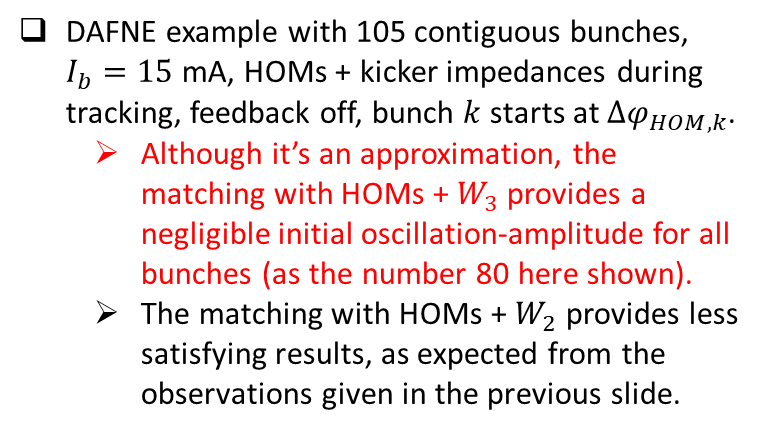 ❑ DAFNE example with 105 contiguous bunches,
I_b = 15 mA, HOMs + kicker impedances during
tracking, feedback off, bunch k starts at Δφ_{HOM,k}.
➢ Although it's an approximation, the
matching with HOMs + W_3 provides a
negligible initial oscillation-amplitude for all
bunches (as the number 80 here shown).
➢ The matching with HOMs + W_2 provides less
satisfying results, as expected from the
observations given in the previous slide.